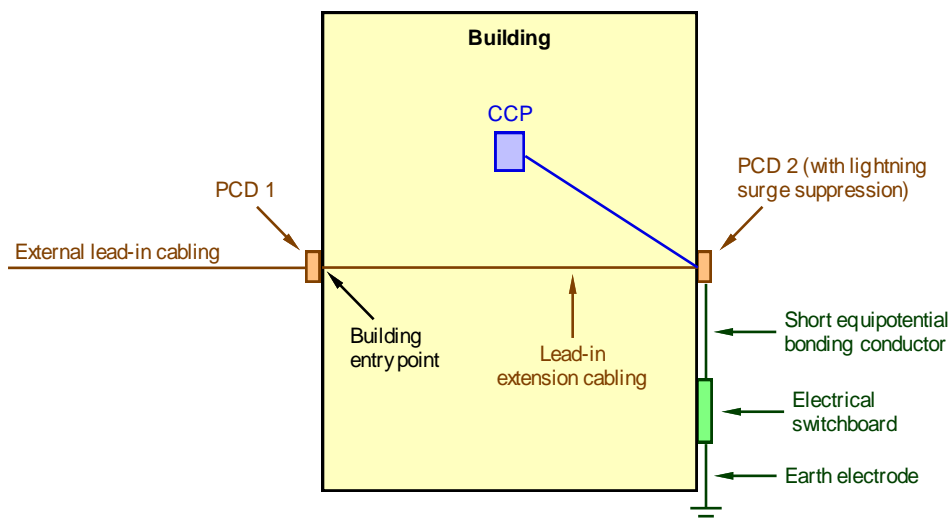 Building
CCP
PCD 1
PCD 2 (with lightning
surge suppression)
External lead-in cabling
Building
entry point
Lead-in
extension cabling
Short equipotential
bonding conductor
Electrical
switchboard
Earth electrode